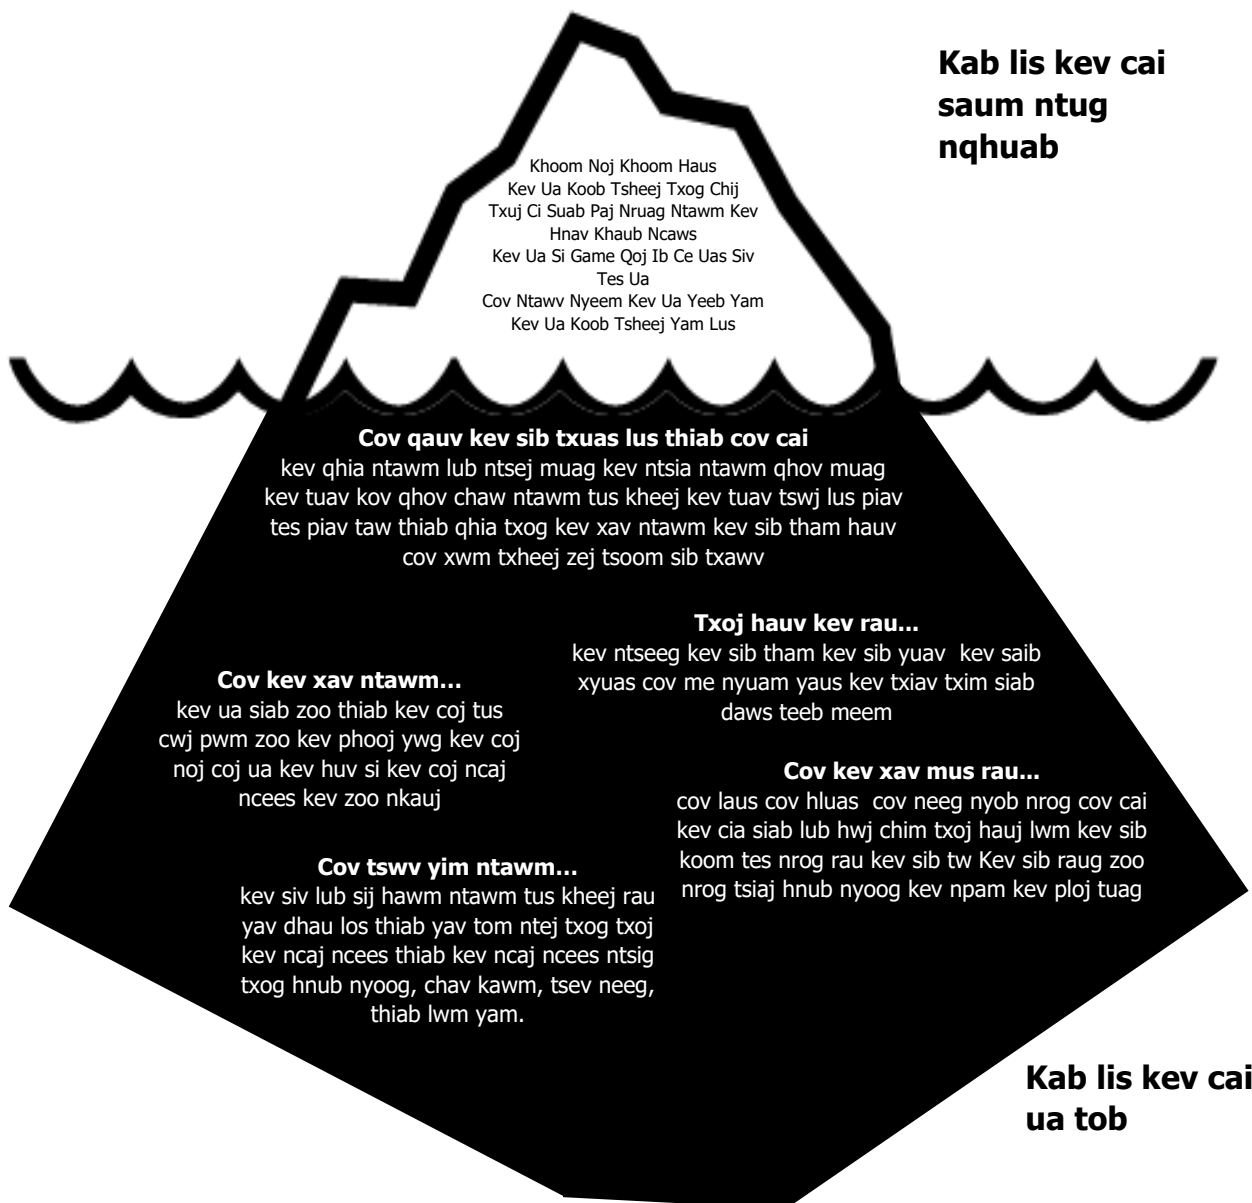 Kab lis kev cai
saum ntug
nqhuab
Khoom Noj Khoom Haus
Kev Ua Koob Tsheej Txog Chij
Txuj Ci Suab Paj Nruag Ntawm Kev
Hnav Khaub Ncaws
Kev Ua Si Game Qoj Ib Ce Uas Siv
Tes Ua
Cov Ntawv Nyeem Kev Ua Yeeb Yam
Kev Ua Koob Tsheej Yam Lus
Cov qauv kev sib txuas lus thiab cov cai
kev qhia ntawm lub ntsej muag kev ntsia ntawm qhov muag
kev tuav kov qhov chaw ntawm tus kheej kev tuav tswj lus piav
tes piav taw thiab qhia txog kev xav ntawm kev sib tham hauv
cov xwm txheej zej tsoom sib txawv
Txoj hauv kev rau...
kev ntseeg kev sib tham kev sib yuav  kev saib
xyuas cov me nyuam yaus kev txiav txim siab
daws teeb meem
Cov kev xav ntawm...
kev ua siab zoo thiab kev coj tus
cwj pwm zoo kev phooj ywg kev coj
noj coj ua kev huv si kev coj ncaj
ncees kev zoo nkauj
Cov kev xav mus rau...
cov laus cov hluas  cov neeg nyob nrog cov cai
kev cia siab lub hwj chim txoj hauj lwm kev sib
koom tes nrog rau kev sib tw Kev sib raug zoo
nrog tsiaj hnub nyoog kev npam kev ploj tuag
Cov tswv yim ntawm...
kev siv lub sij hawm ntawm tus kheej rau
yav dhau los thiab yav tom ntej txog txoj
kev ncaj ncees thiab kev ncaj ncees ntsig
txog hnub nyoog, chav kawm, tsev neeg,
thiab lwm yam.
Kab lis kev cai
ua tob